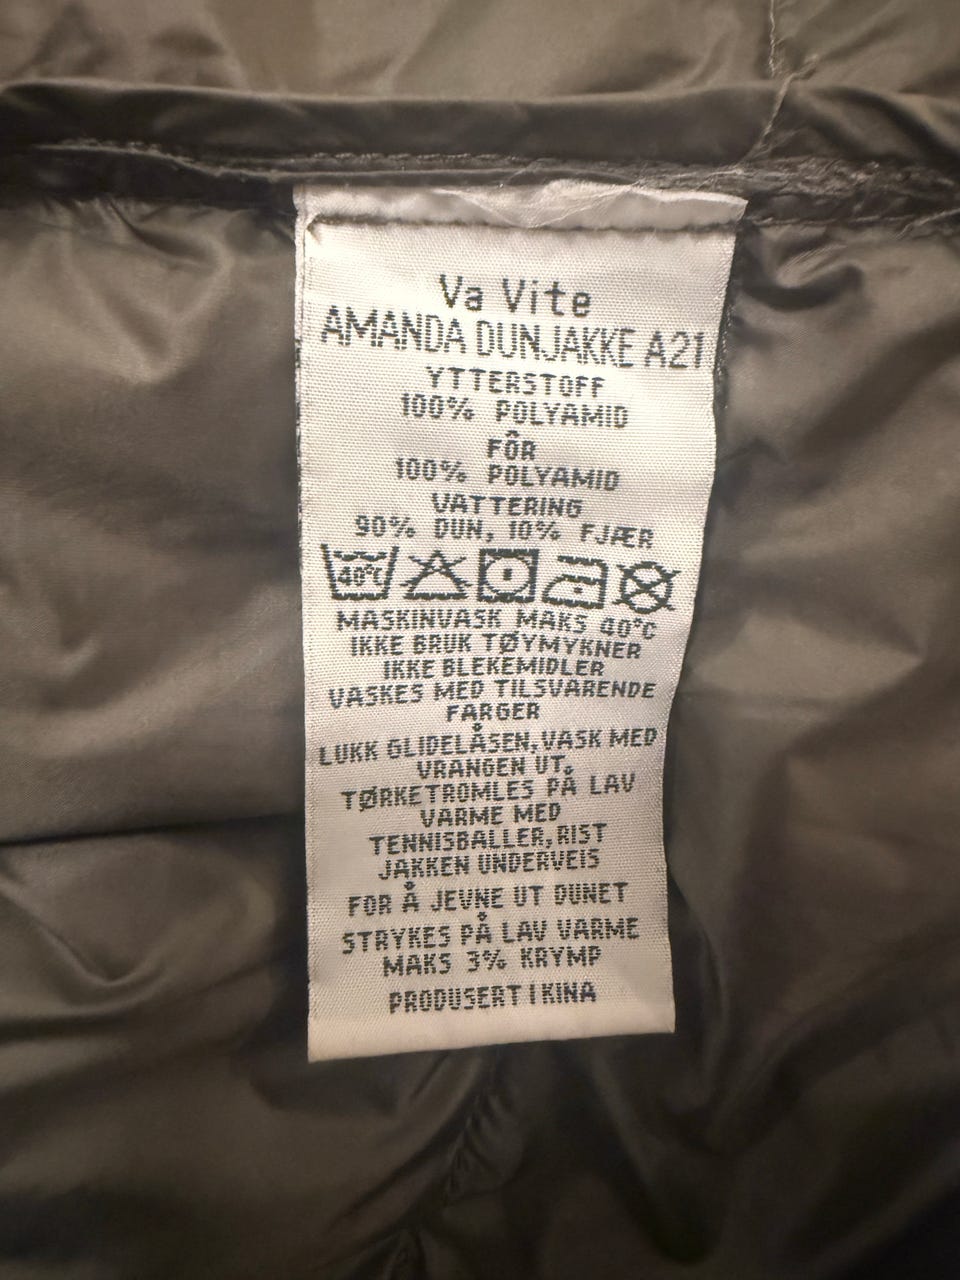 Va Vite
AMANDA DUNJAKKE A21
YTTERSTOFF
100% POLYAMID
FÔR
100% POLYAMID
VATTERING
90% DUN, 10% FJÆR
40°C
MASKINVASK MAKS 40°C
IKKE BRUK TØYMYKNER
IKKE BLEKEMIDLER
VASKES MED TILSVARENDE
FARGER
LUKK GLIDELÅSEN, VASK MED
VRANGEN UT.
TØRKETROMLES PÅ LAV
VARME MED
TENNISBALLER, RIST
JAKKEN UNDERVEIS
FOR Å JEVNE UT DUNET
STRYKES PÅ LAV VARME
MAKS 3% KRYMP
PRODUSERT I KINA